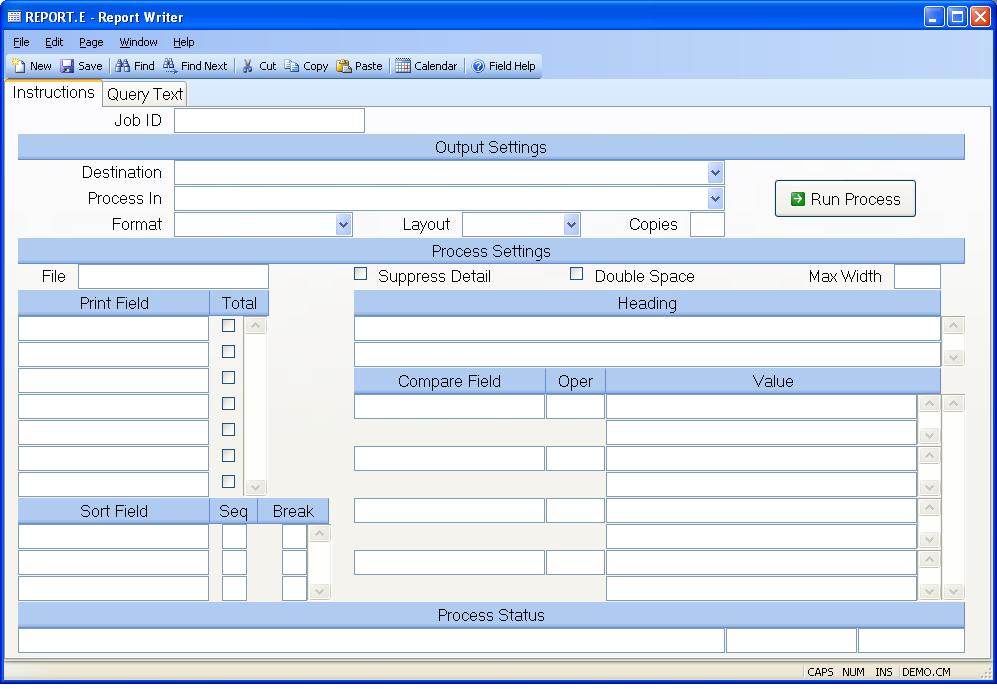 REPORT.E - Report Writer
File Edit Page Window Help
New Save Find Find Next Cut Copy Paste Calendar Field Help
Instructions Query Text
Job ID
Output Settings
Destination
Process In
Run Process
Format Layout Copies
Process Settings
File Suppress Detail Double Space Max Width
Print Field Total Heading
Compare Field Oper Value
Sort Field Seq Break
Process Status
CAPS NUM INS DEMO.CM